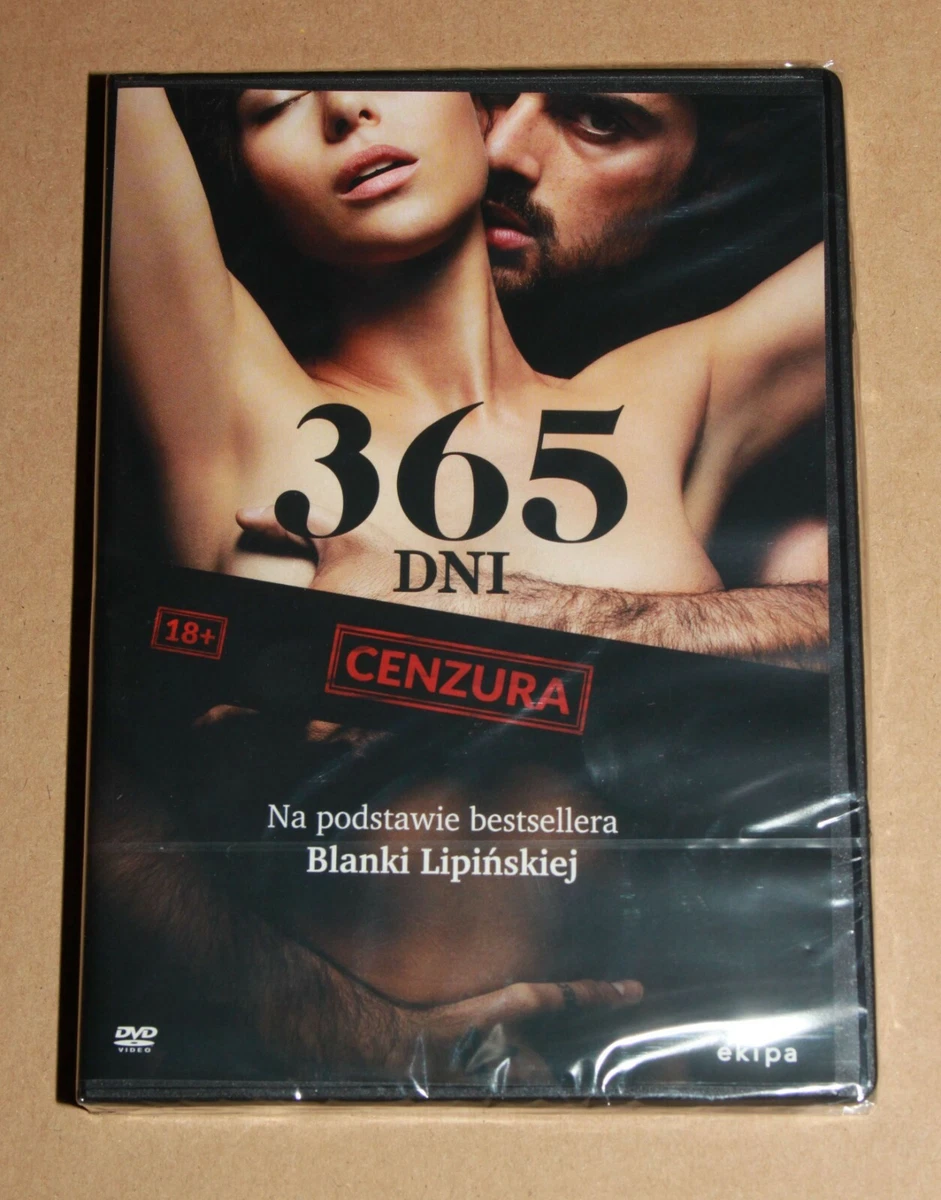 365
DNI
18+
CENZURA
Na podstawie bestsellera
Blanki Lipińskiej
DVD
VIDEO
ekipa